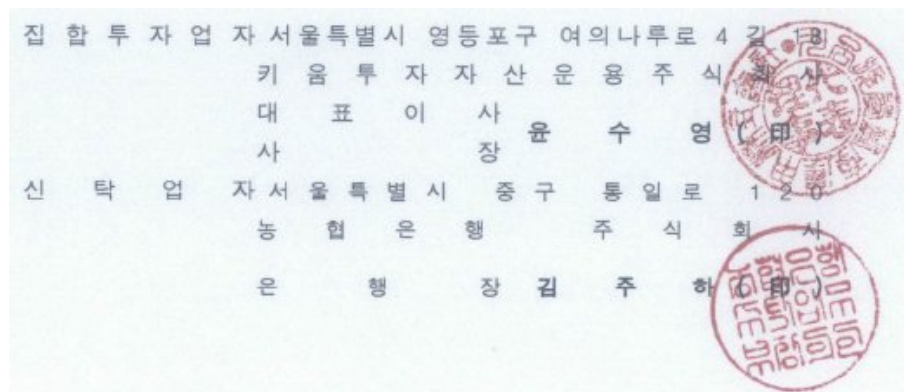 집합투자업자 서울특별시 영등포구 여의나루로 4 길 18
키움투자자산운용주식회사
대표이사
사장
윤수영(印)
신탁업자 서울특별시 중구 통일로 120
농협은행 주식회사
은행장 김주하(印)